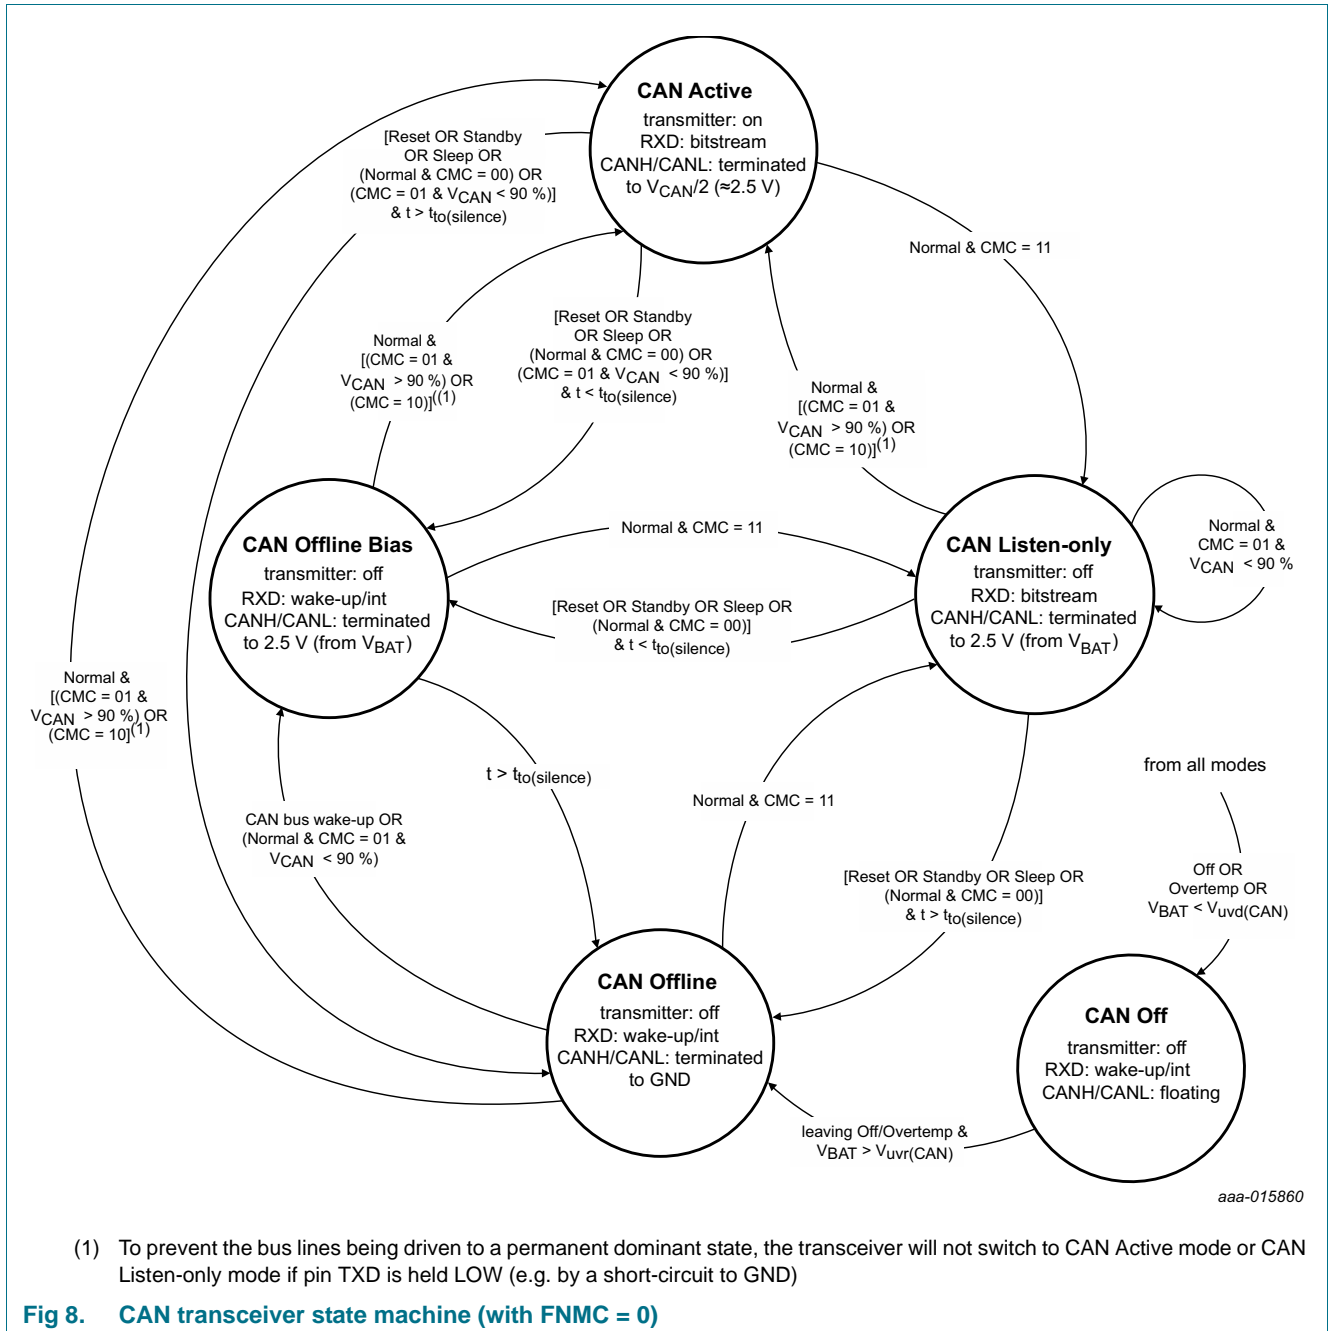 CAN Active
transmitter: on
RXD: bitstream
CANH/CANL: terminated
to VCAN/2 (≈2.5 V)
[Reset OR Standby
OR Sleep OR
(Normal & CMC = 00) OR
(CMC = 01 & VCAN < 90 %)]
& t > tto(silence)
Normal & CMC = 11
Normal &
[(CMC = 01 &
VCAN > 90 %) OR
(CMC = 10)]((1)
[Reset OR Standby
OR Sleep OR
(Normal & CMC = 00) OR
(CMC = 01 & VCAN < 90 %)]
& t < tto(silence)
Normal &
[(CMC = 01 &
VCAN > 90 %) OR
(CMC = 10)](1)
CAN Offline Bias
transmitter: off
RXD: wake-up/int
CANH/CANL: terminated
to 2.5 V (from VBAT)
Normal & CMC = 11
[Reset OR Standby OR Sleep OR
(Normal & CMC = 00)]
& t < tto(silence)
CAN Listen-only
transmitter: off
RXD: bitstream
CANH/CANL: terminated
to 2.5 V (from VBAT)
Normal &
CMC = 01 &
VCAN < 90 %
Normal &
[(CMC = 01 &
VCAN > 90 %) OR
(CMC = 10](1)
t > tto(silence)
CAN bus wake-up OR
(Normal & CMC = 01 &
VCAN < 90 %)
Normal & CMC = 11
[Reset OR Standby OR Sleep OR
(Normal & CMC = 00)]
& t > tto(silence)
from all modes
Off OR
Overtemp OR
VBAT < Vuvd(CAN)
CAN Offline
transmitter: off
RXD: wake-up/int
CANH/CANL: terminated
to GND
CAN Off
transmitter: off
RXD: wake-up/int
CANH/CANL: floating
leaving Off/Overtemp &
VBAT > Vuvr(CAN)
aaa-015860
(1) To prevent the bus lines being driven to a permanent dominant state, the transceiver will not switch to CAN Active mode or CAN
Listen-only mode if pin TXD is held LOW (e.g. by a short-circuit to GND)
Fig 8. CAN transceiver state machine (with FNMC = 0)